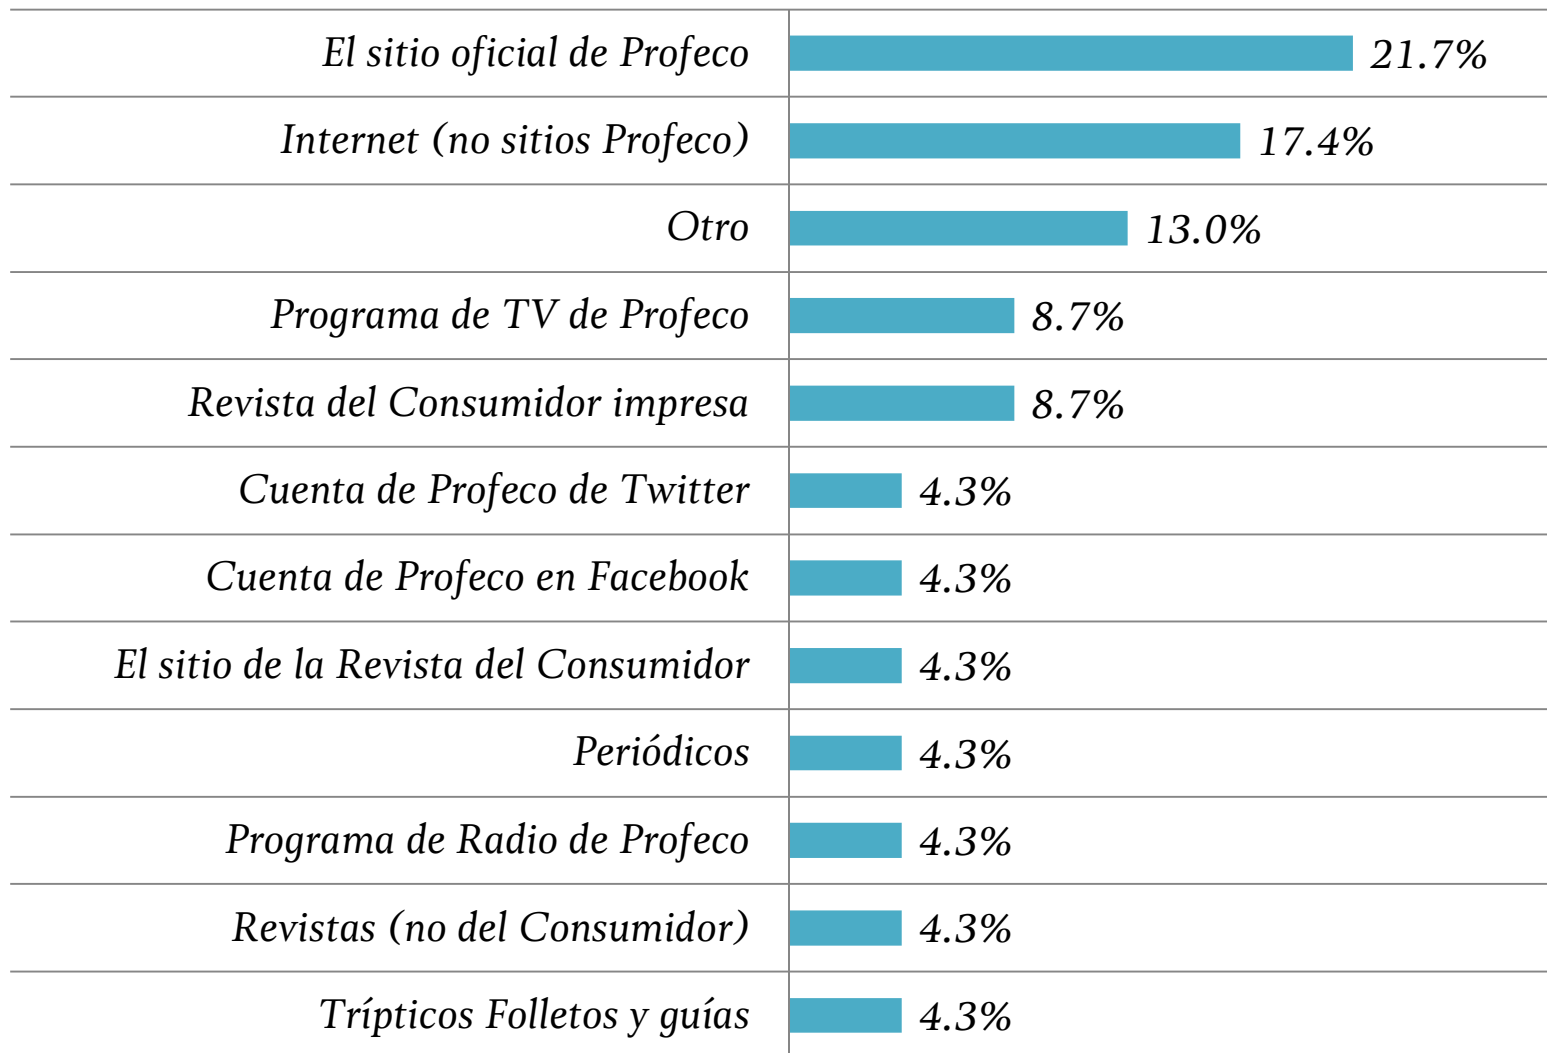 El sitio oficial de Profeco 21.7%
Internet (no sitios Profeco) 17.4%
Otro 13.0%
Programa de TV de Profeco 8.7%
Revista del Consumidor impresa 8.7%
Cuenta de Profeco de Twitter 4.3%
Cuenta de Profeco en Facebook 4.3%
El sitio de la Revista del Consumidor 4.3%
Periódicos 4.3%
Programa de Radio de Profeco 4.3%
Revistas (no del Consumidor) 4.3%
Trípticos Folletos y guías 4.3%